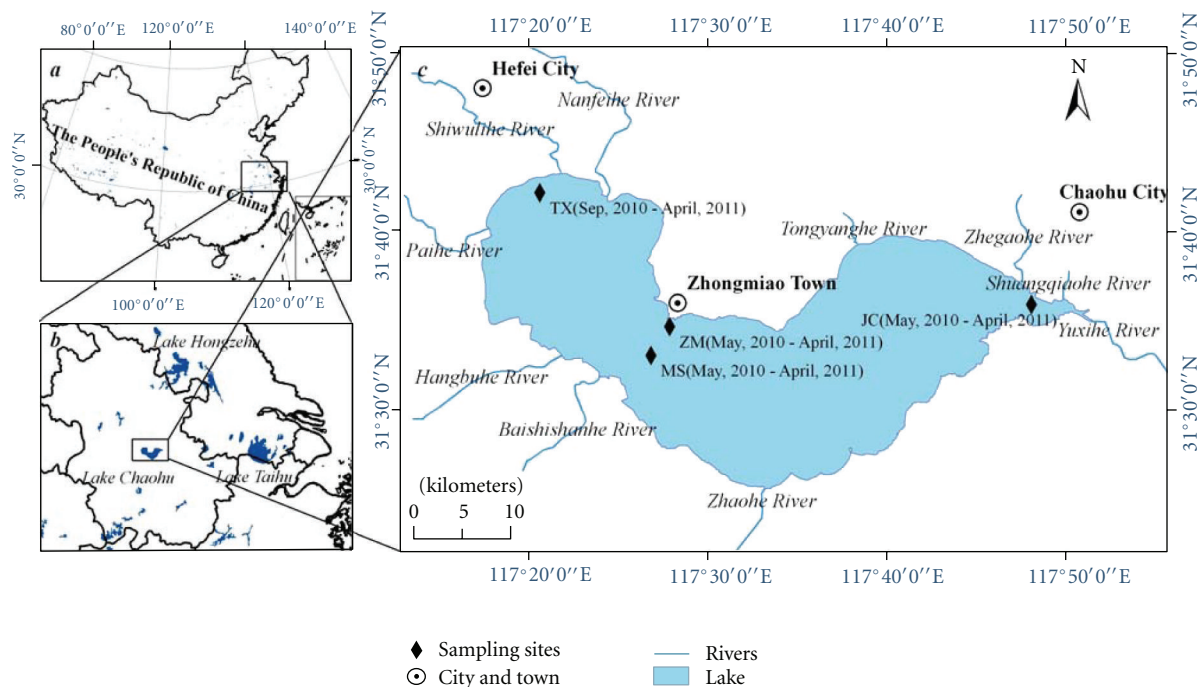 80°0′0″E
120°0′0″E
140°0′0″E
a
The People's Republic of China
30°0′0″N
30°0′0″N
100°0′0″E
120°0′0″E
b
Lake Hongzehu
Lake Chaohu
Lake Taihu
117°20′0″E
117°30′0″E
117°40′0″E
117°50′0″E
c
Hefei City
N
Nanfeihe River
Shiwulihe River
TX(Sep, 2010 - April, 2011)
Chaohu City
Tongyanghe River
Zhegaohe River
Paihe River
Zhongmiao Town
Shuangqiaohe River
JC(May, 2010 - April, 2011)
Yuxihe River
ZM(May, 2010 - April, 2011)
MS(May, 2010 - April, 2011)
Hangbuhe River
Baishishanhe River
Zhaohe River
(kilometers)
0 5 10
31°50′0″N
31°40′0″N
31°30′0″N
31°50′0″N
31°40′0″N
31°30′0″N
117°20′0″E
117°30′0″E
117°40′0″E
117°50′0″E
Sampling sites
City and town
Rivers
Lake